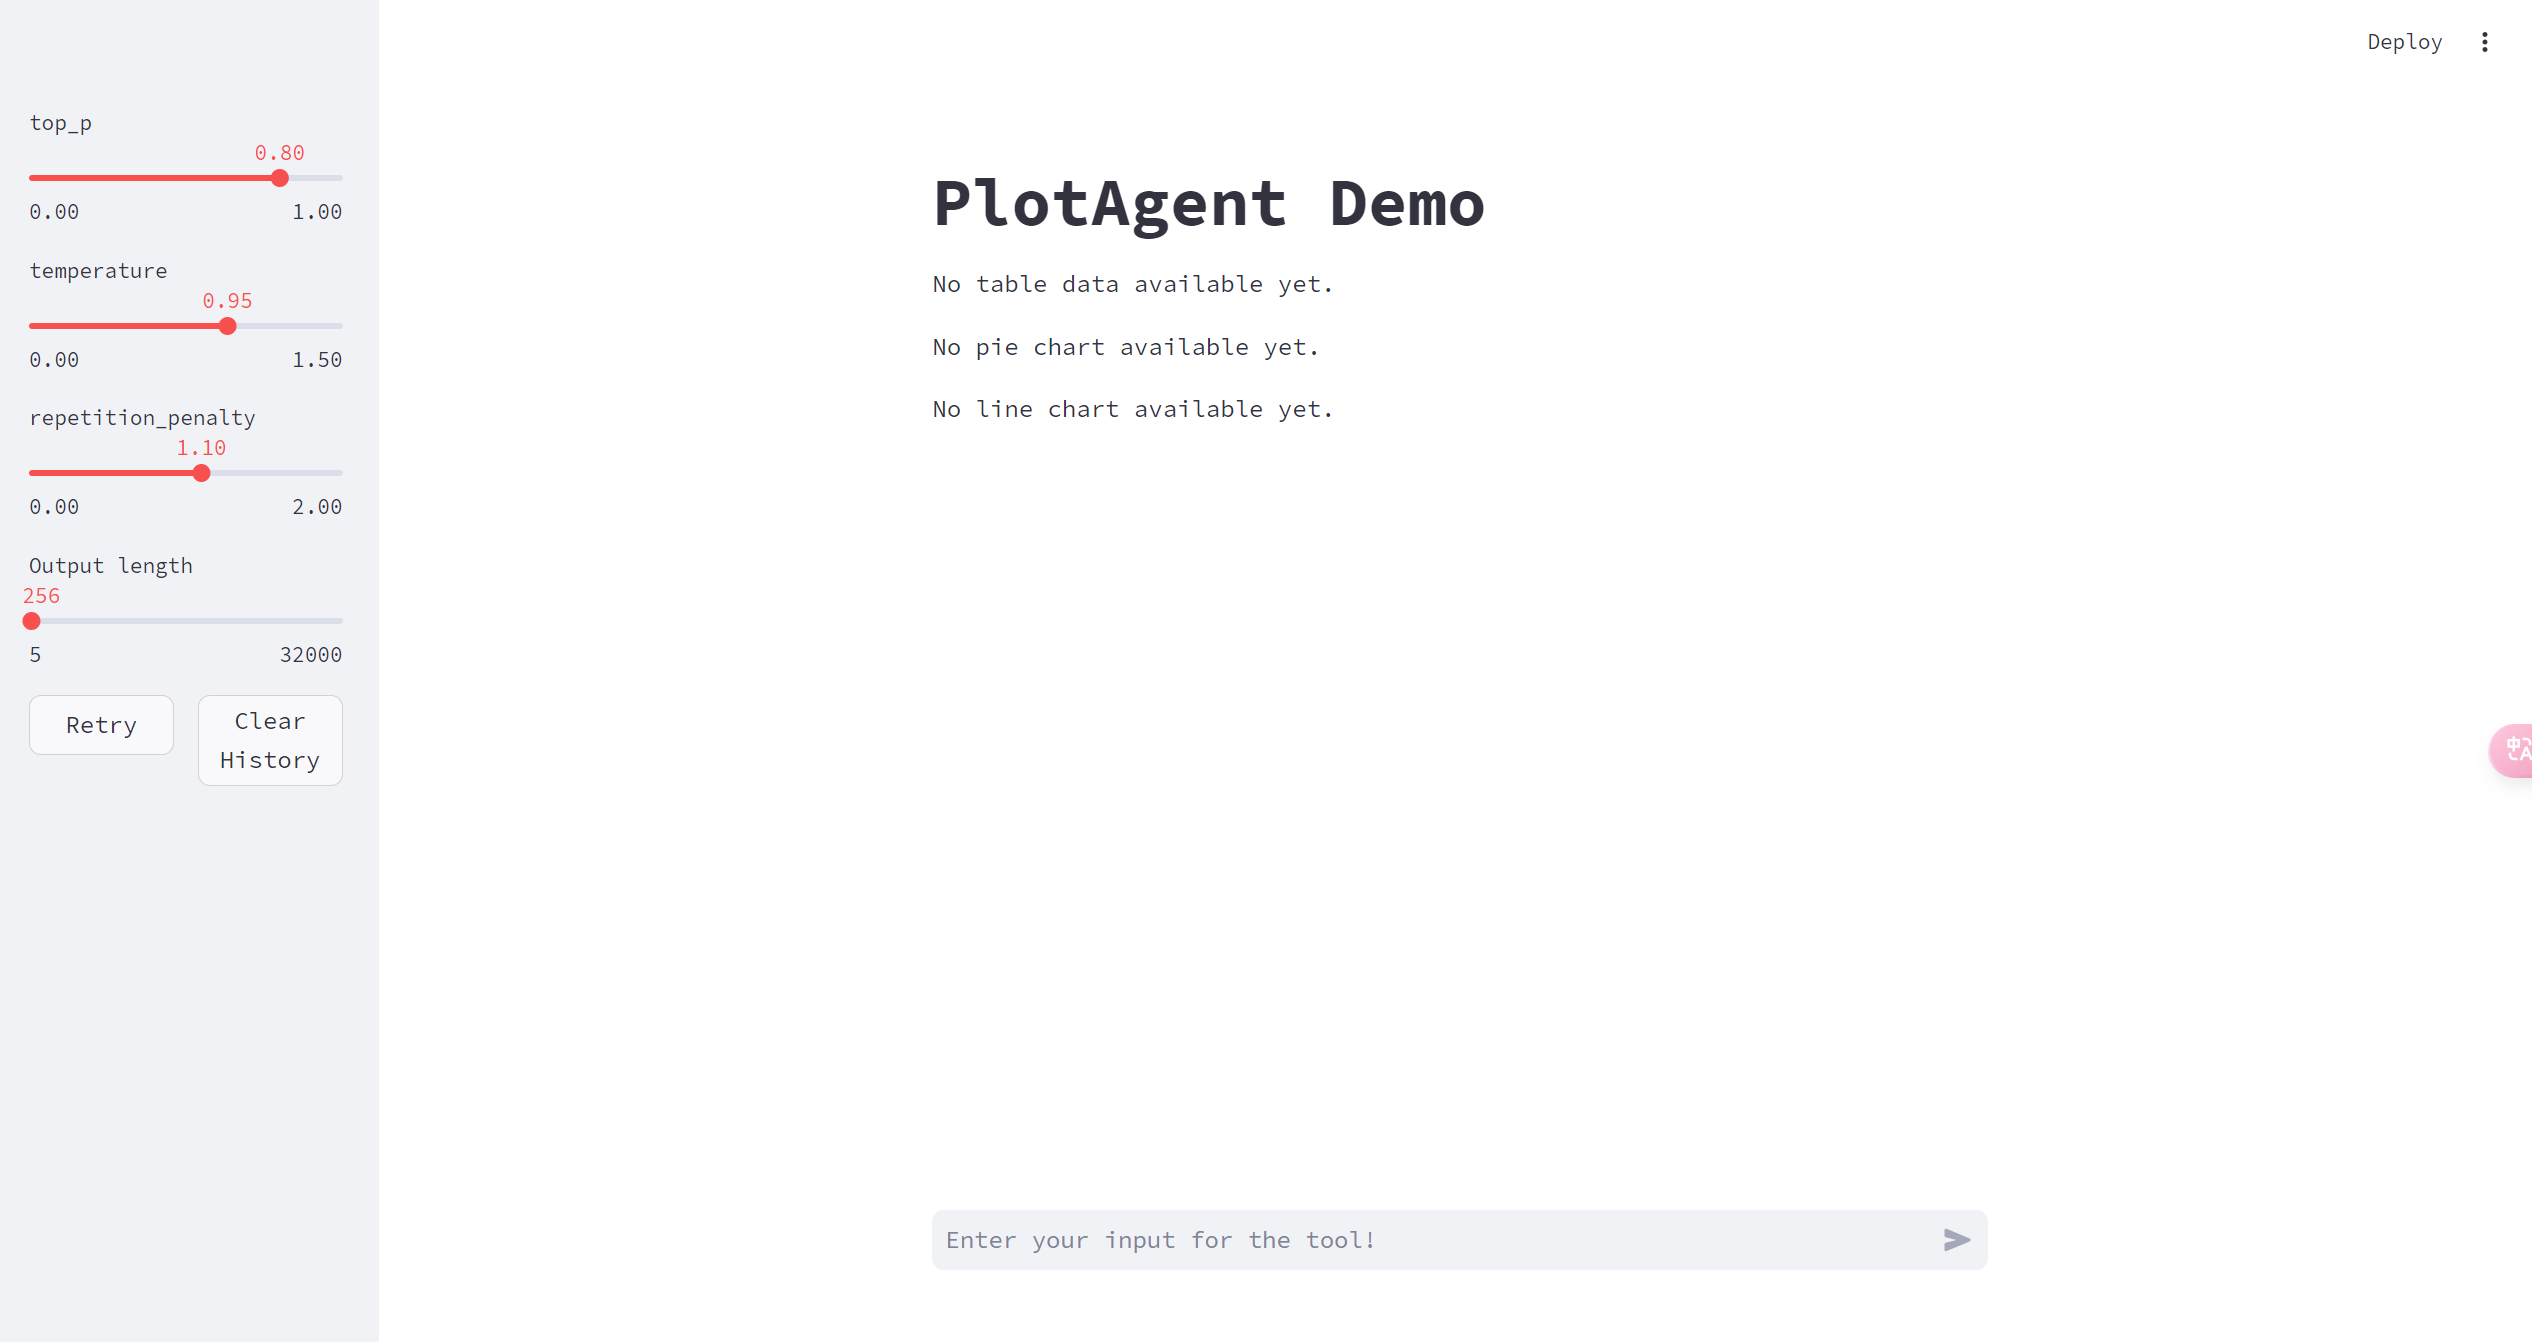 Deploy
top_p
0.80
0.00 1.00
temperature
0.95
0.00 1.50
repetition_penalty
1.10
0.00 2.00
Output length
256
5 32000
Retry
Clear
History
PlotAgent Demo
No table data available yet.
No pie chart available yet.
No line chart available yet.
Enter your input for the tool!
中
A